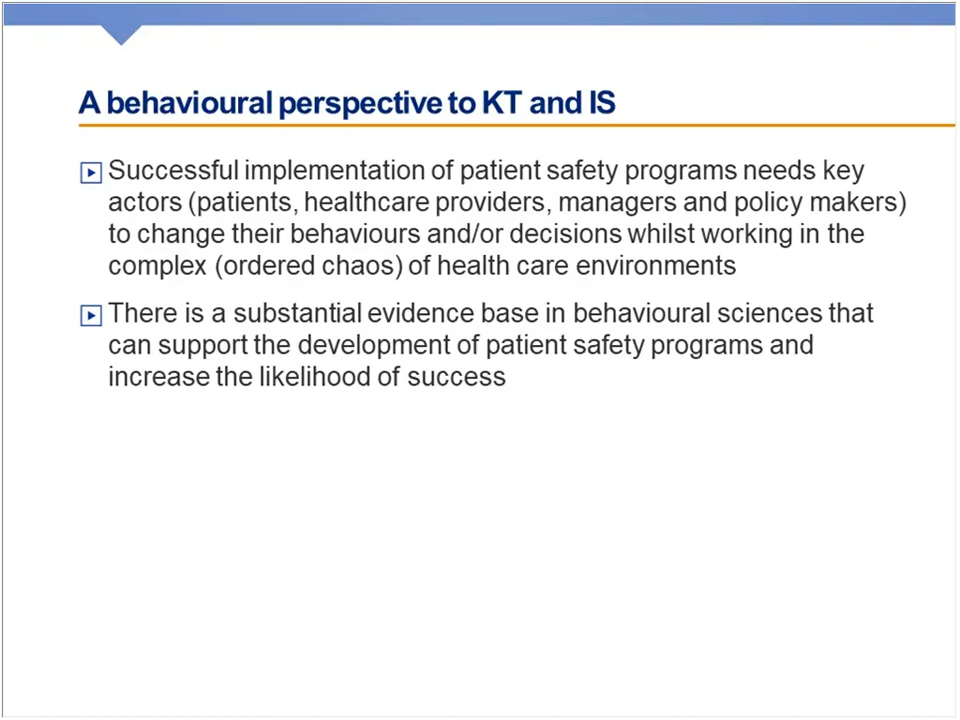 A behavioural perspective to KT and IS
Successful implementation of patient safety programs needs key
actors (patients, healthcare providers, managers and policy makers)
to change their behaviours and/or decisions whilst working in the
complex (ordered chaos) of health care environments
There is a substantial evidence base in behavioural sciences that
can support the development of patient safety programs and
increase the likelihood of success